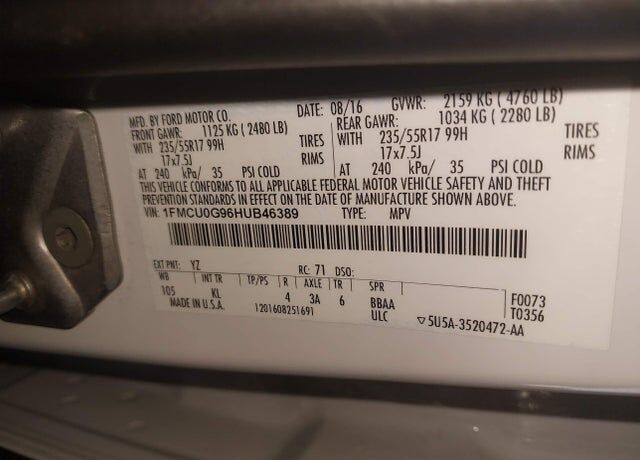 MFD. BY FORD MOTOR CO. DATE: 08/16 GVWR: 2159 KG ( 4760 LB)
FRONT GAWR: 1125 KG ( 2480 LB) REAR GAWR: 1034 KG ( 2280 LB)
WITH 235/55R17 99H TIRES WITH 235/55R17 99H TIRES
17x7.5J RIMS 17x7.5J RIMS
AT 240 kPa/ 35 PSI COLD AT 240 kPa/ 35 PSI COLD
THIS VEHICLE CONFORMS TO ALL APPLICABLE FEDERAL MOTOR VEHICLE SAFETY AND THEFT
PREVENTION STANDARDS IN EFFECT ON THE DATE OF MANUFACTURE SHOWN ABOVE.
VIN: 1FMCU0G96HUB46389 TYPE: MPV
EXT PNT: YZ RC: 71 DSO:
WB INT TR TP/PS R AXLE TR SPR
105 KL 4 3A 6 BBAA F0073
MADE IN U.S.A. 1201608251691 ULC T0356
▽5U5A-3520472-AA